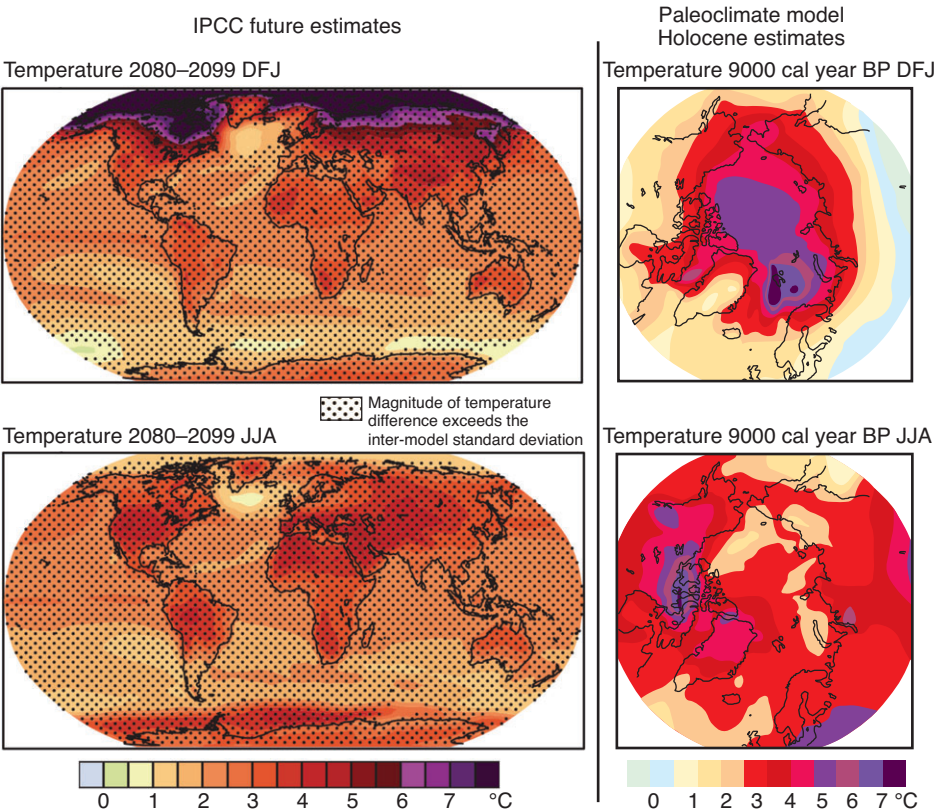 IPCC future estimates
Paleoclimate model
Holocene estimates
Temperature 2080–2099 DFJ
Temperature 9000 cal year BP DFJ
Magnitude of temperature
difference exceeds the
inter-model standard deviation
Temperature 2080–2099 JJA
Temperature 9000 cal year BP JJA
0 1 2 3 4 5 6 7 °C
0 1 2 3 4 5 6 7 °C